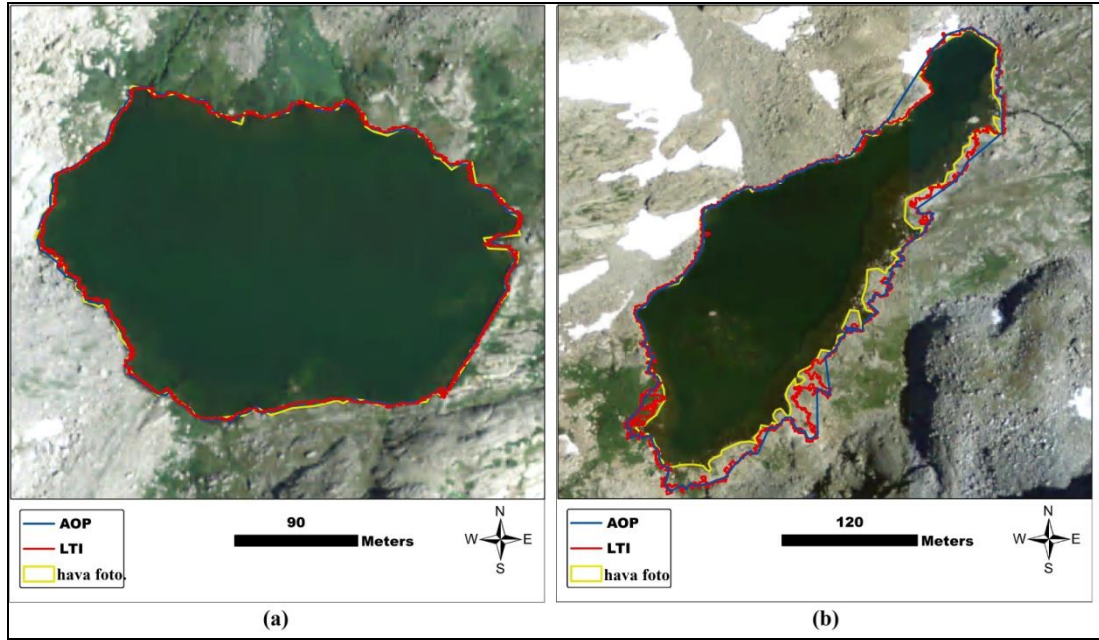 AOP
LTI
hava foto.
90
Meters
N
W E
S
(a)
AOP
LTI
hava foto
120
Meters
N
W E
S
(b)